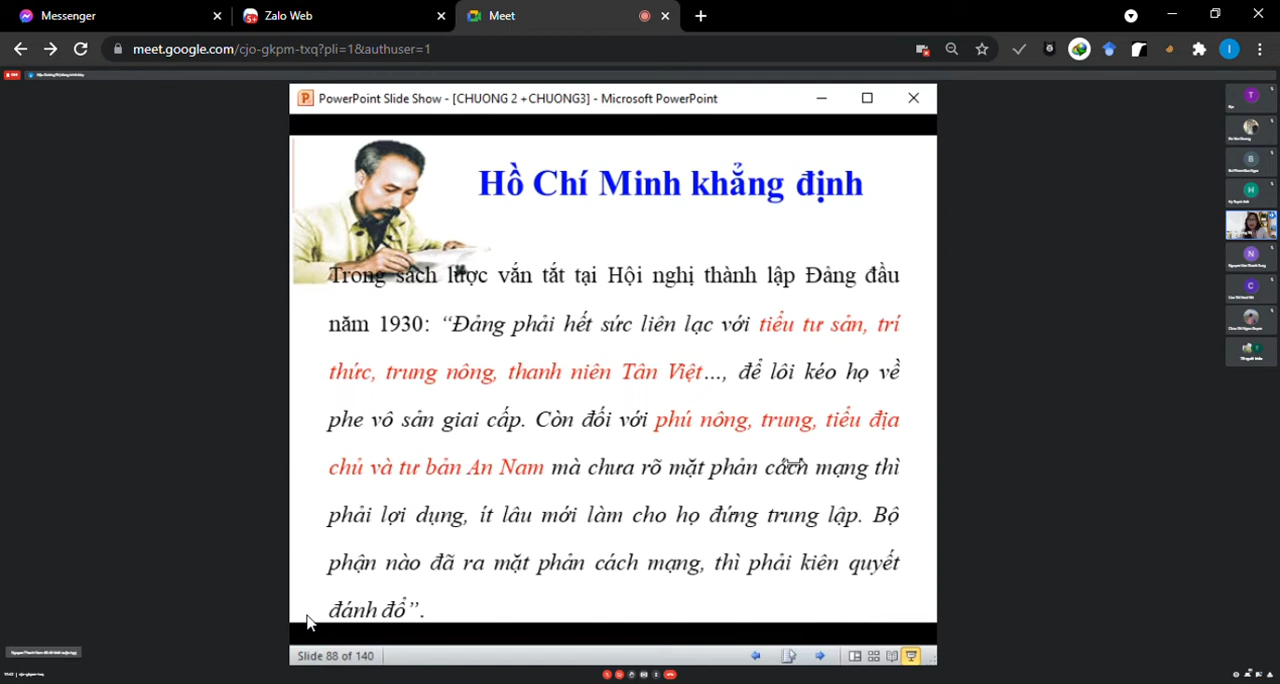 Messenger
Zalo Web
Meet
meet.google.com/cjo-gkpm-txq?pli=1&authuser=1
PowerPoint Slide Show - [CHUONG 2 +CHUONG3] - Microsoft PowerPoint
Hồ Chí Minh khẳng định
Trong sách lược vắn tắt tại Hội nghị thành lập Đảng đầu
năm 1930: “Đảng phải hết sức liên lạc với tiểu tư sản, trí
thức, trung nông, thanh niên Tân Việt..., để lôi kéo họ về
phe vô sản giai cấp. Còn đối với phú nông, trung, tiểu địa
chủ và tư bản An Nam mà chưa rõ mặt phản cách mạng thì
phải lợi dụng, ít lâu mới làm cho họ đứng trung lập. Bộ
phận nào đã ra mặt phản cách mạng, thì phải kiên quyết
đánh đổ”.
Slide 88 of 140
T
B
H
N
C
I